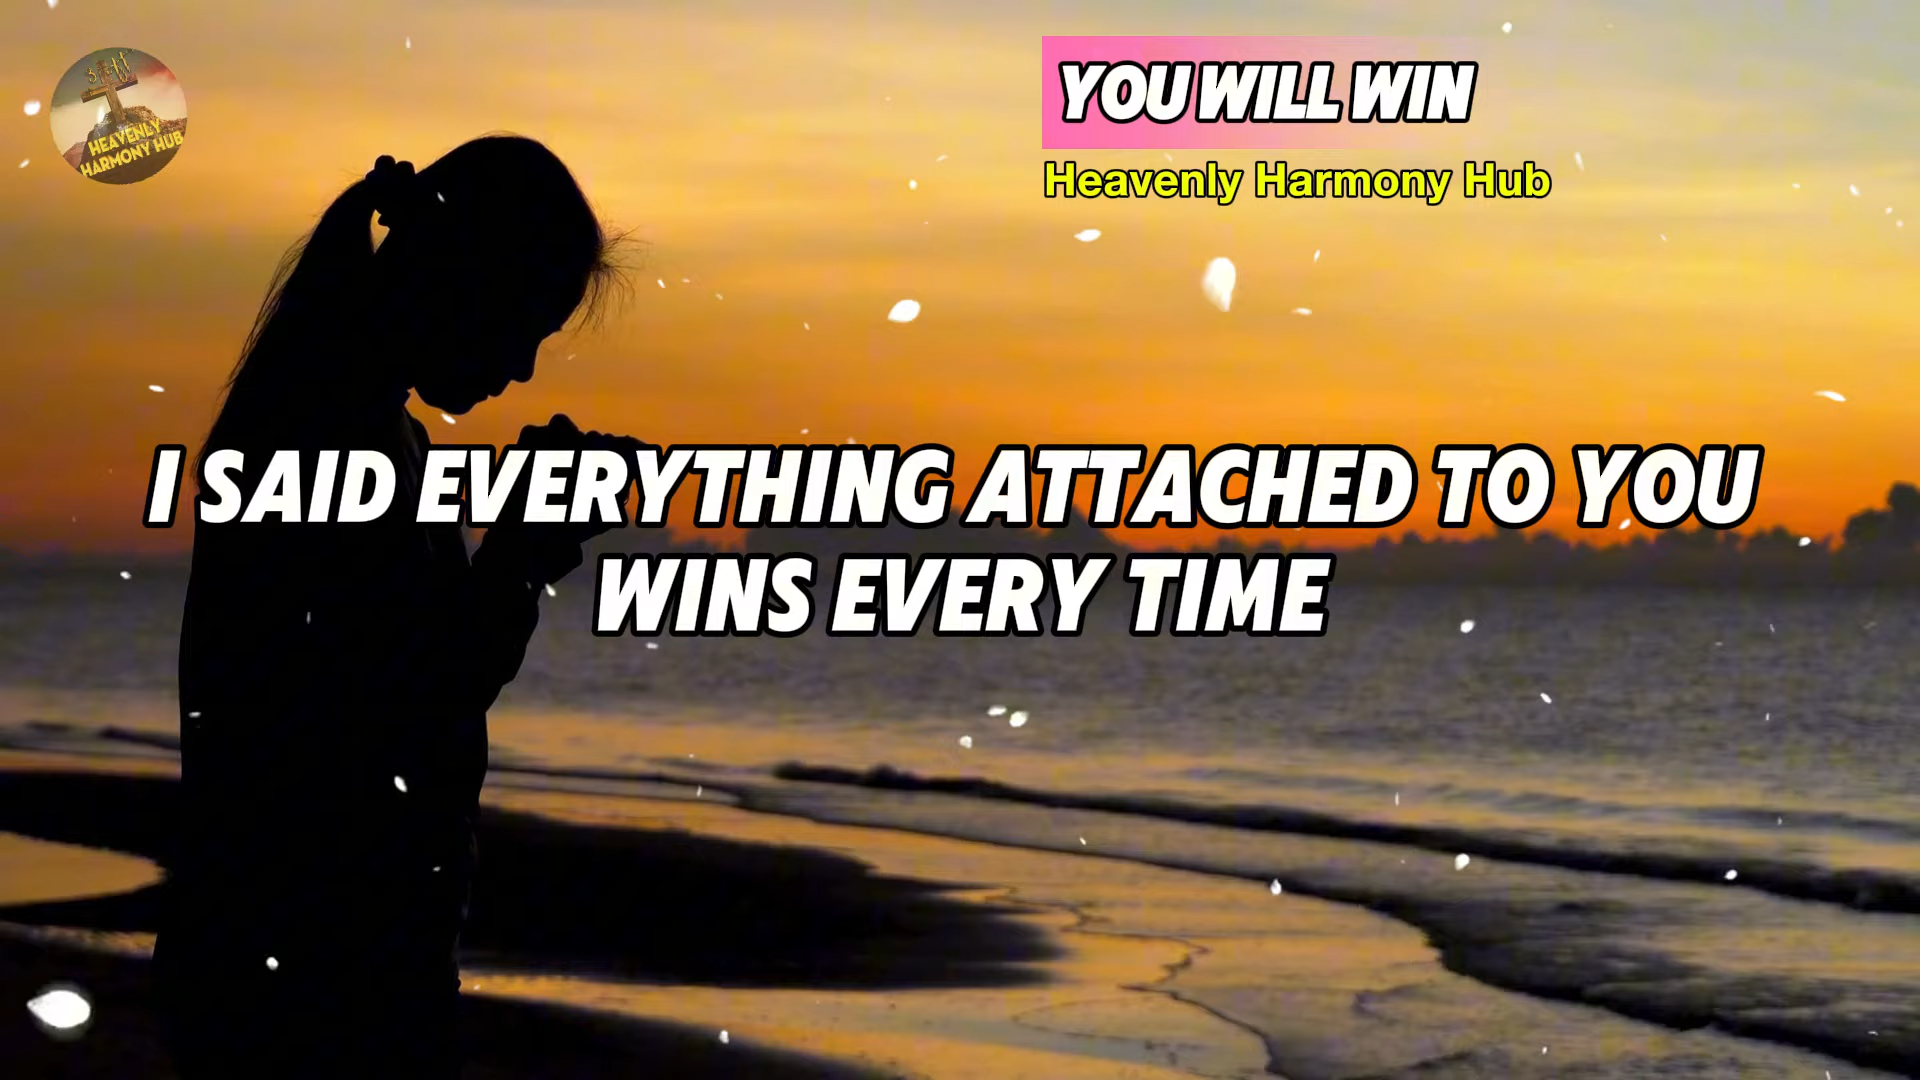 HEAVENLY
HARMONY HUB
YOU WILL WIN
Heavenly Harmony Hub
I SAID EVERYTHING ATTACHED TO YOU
WINS EVERY TIME